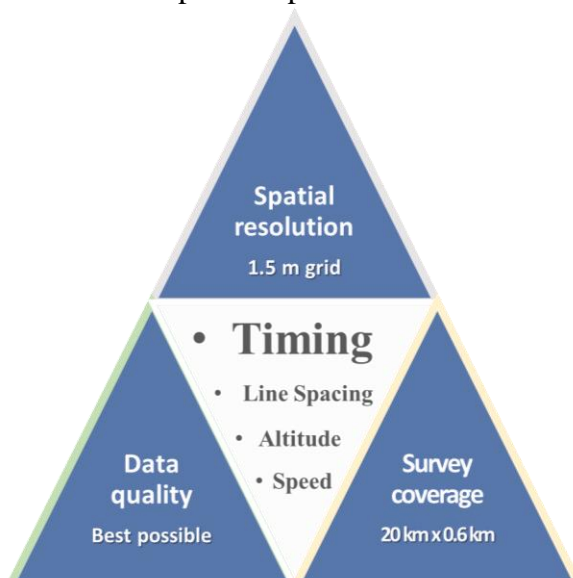 Spatial
resolution
1.5 m grid
• Timing
• Line Spacing
• Altitude
• Speed
Data
quality
Best possible
Survey
coverage
20 km x 0.6 km